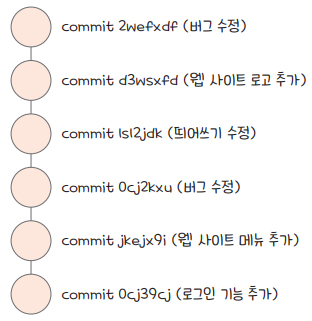 commit 2wefxdf (버그 수정)
commit d3wsxfd (웹 사이트 로고 추가)
commit lsl2jdk (띄어쓰기 수정)
commit 0cj2kxu (버그 수정)
commit jkejx9i (웹 사이트 메뉴 추가)
commit 0cj39cj (로그인 기능 추가)